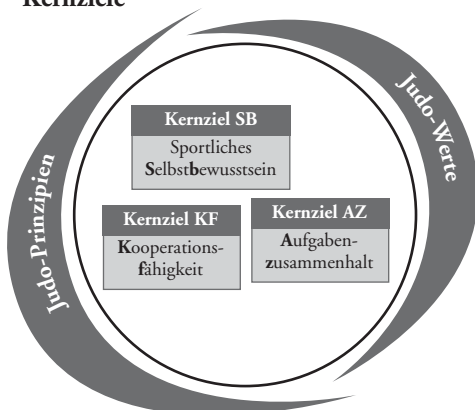 Kernziele
Judo-Werte
Judo-Prinzipien
Kernziel SB
Sportliches
Selbstbewusstsein
Kernziel KF
Kooperations-
fähigkeit
Kernziel AZ
Aufgaben-
zusammenhalt